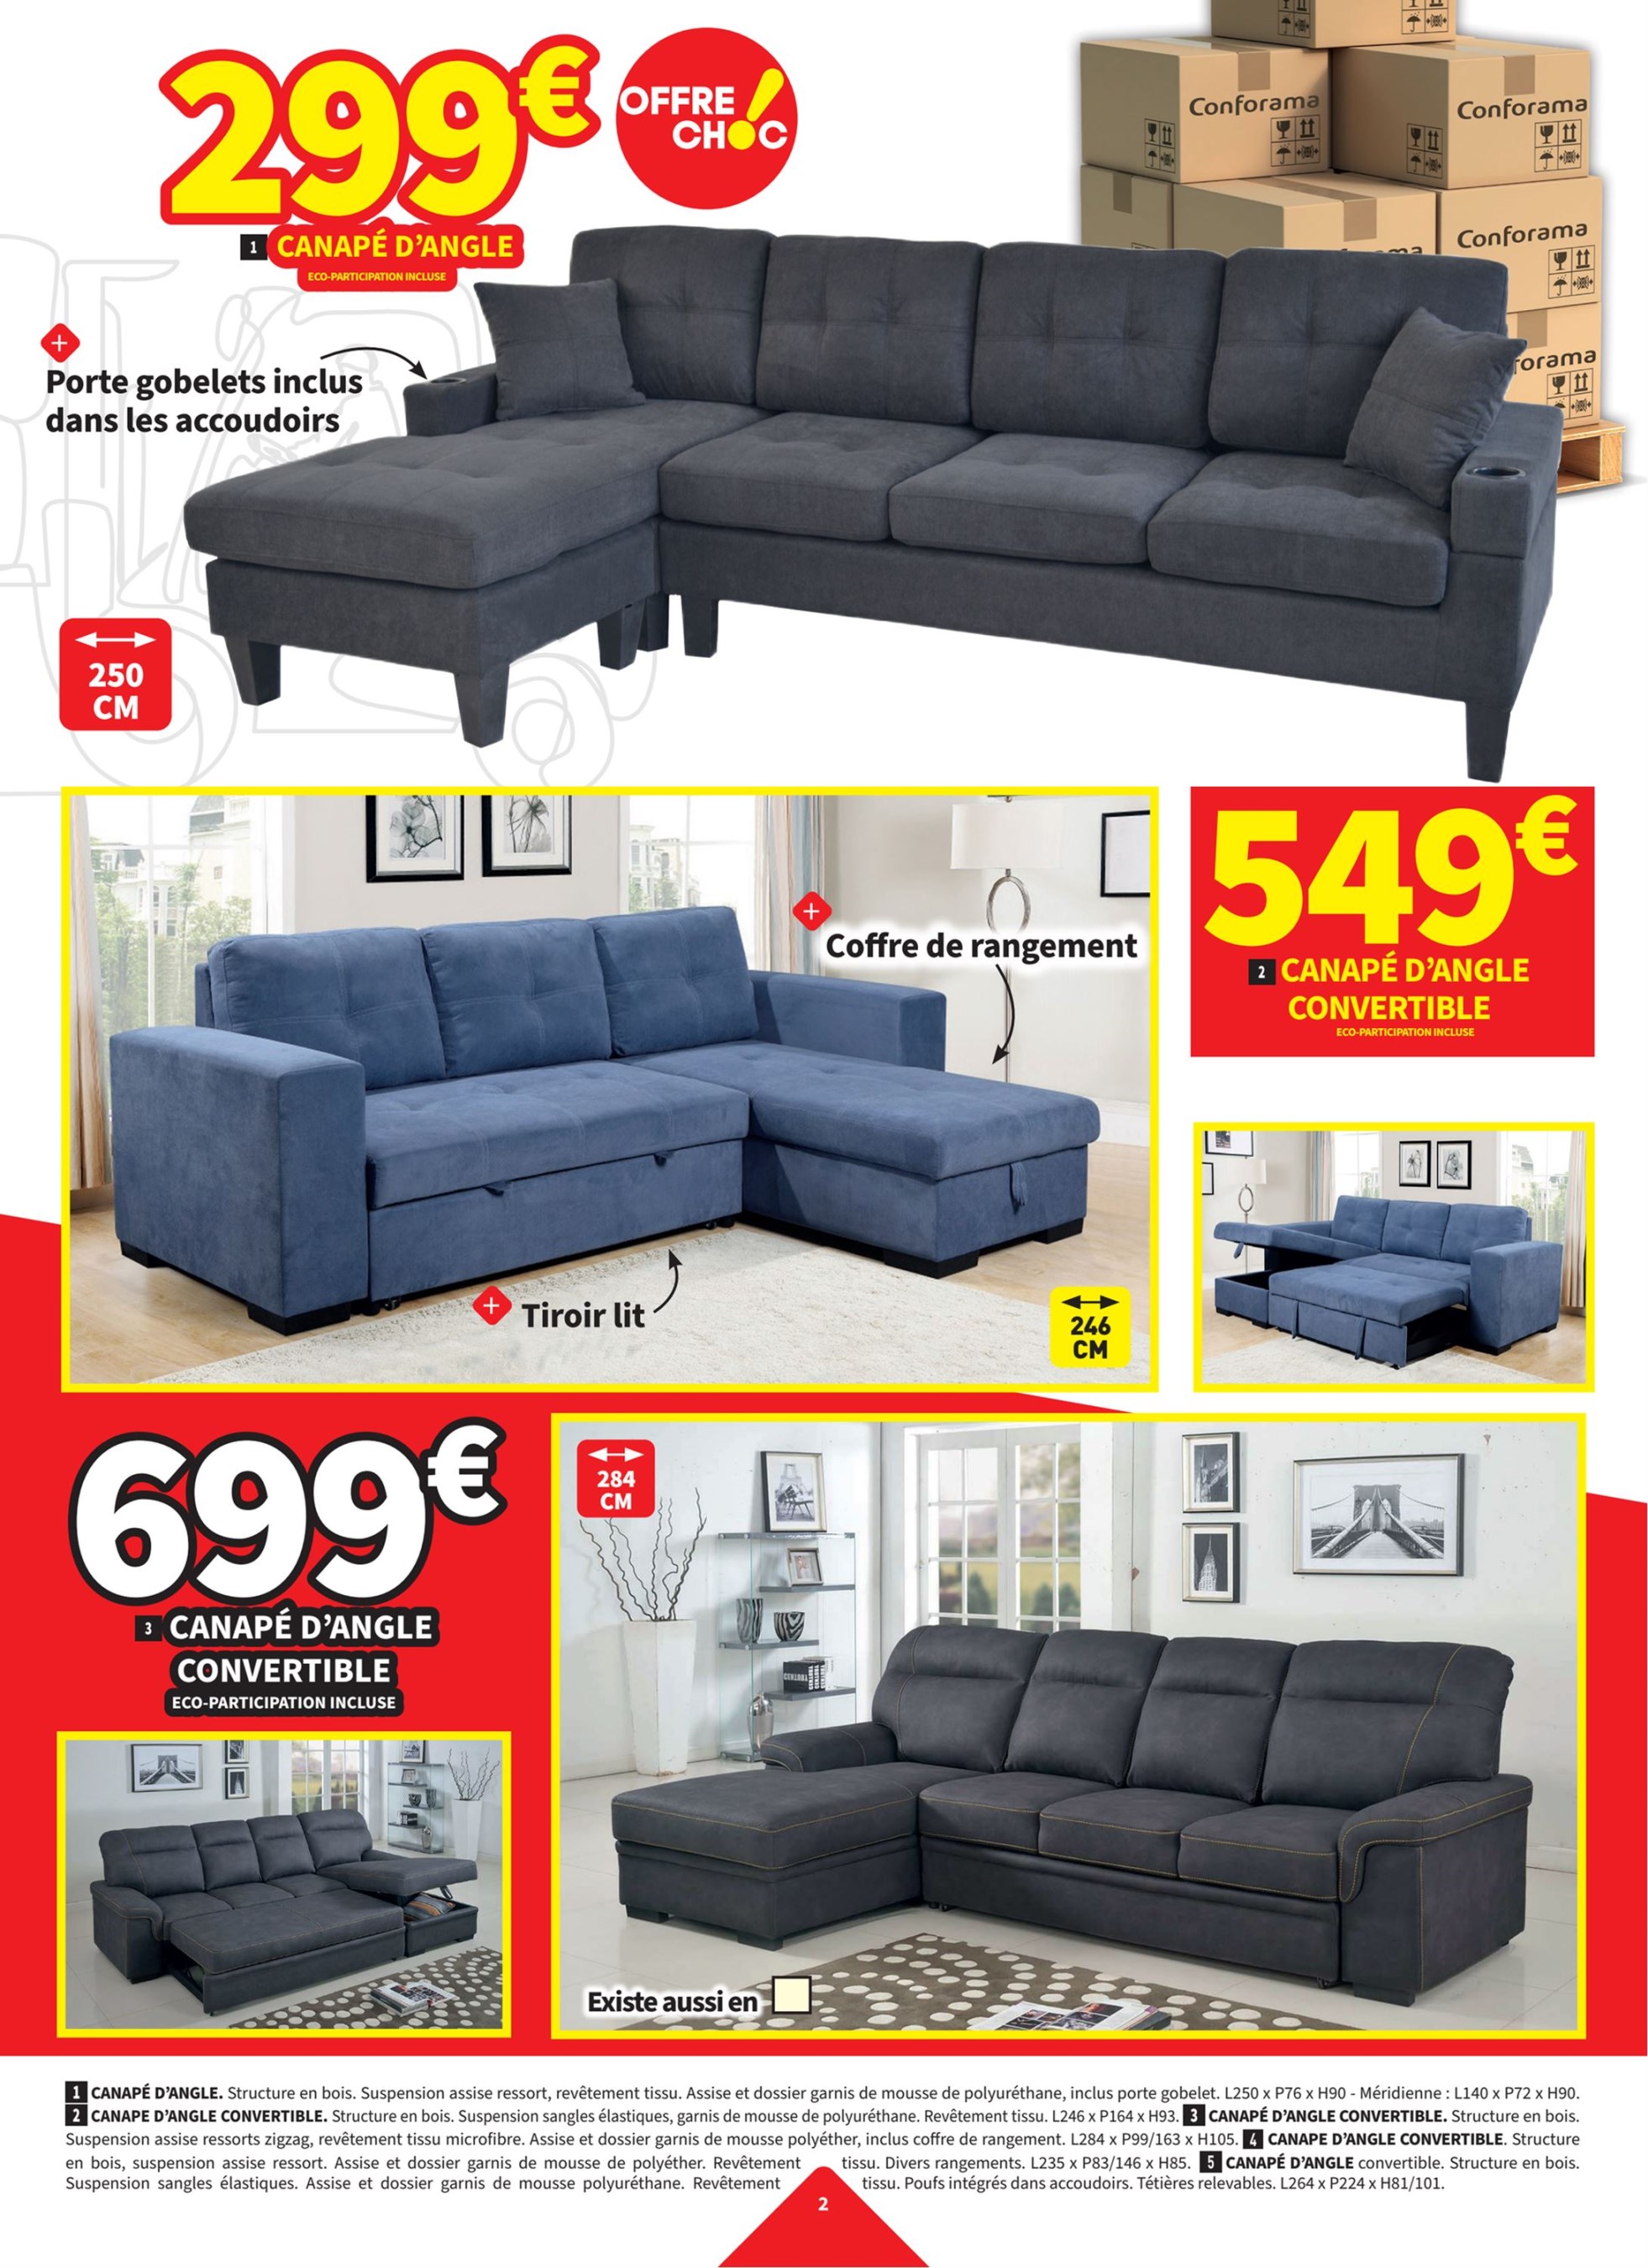 299€
OFFRE
CHOC
1 CANAPÉ D'ANGLE
ECO-PARTICIPATION INCLUSE
Conforama
Conforama
Conforama
+
Porte gobelets inclus
dans les accoudoirs
250
CM
549€
2 CANAPÉ D'ANGLE
CONVERTIBLE
ECO-PARTICIPATION INCLUSE
+
Coffre de rangement
+ Tiroir lit
246
CM
699€
3 CANAPÉ D'ANGLE
CONVERTIBLE
ECO-PARTICIPATION INCLUSE
284
CM
Existe aussi en
1 CANAPÉ D'ANGLE. Structure en bois. Suspension assise ressort, revêtement tissu. Assise et dossier garnis de mousse de polyuréthane, inclus porte gobelet. L250 x P76 x H90 - Méridienne : L140 x P72 x H90.
2 CANAPE D'ANGLE CONVERTIBLE. Structure en bois. Suspension sangles élastiques, garnis de mousse de polyuréthane. Revêtement tissu. L246 x P164 x H93. 3 CANAPÉ D'ANGLE CONVERTIBLE. Structure en bois.
Suspension assise ressorts zigzag, revêtement tissu microfibre. Assise et dossier garnis de mousse polyéther, inclus coffre de rangement. L284 x P99/163 x H105. 4 CANAPE D'ANGLE CONVERTIBLE. Structure
en bois, suspension assise ressort. Assise et dossier garnis de mousse de polyéther. Revêtement tissu. Divers rangements. L235 x P83/146 x H85. 5 CANAPÉ D'ANGLE convertible. Structure en bois.
Suspension sangles élastiques. Assise et dossier garnis de mousse polyuréthane. Revêtement tissu. Poufs intégrés dans accoudoirs. Tétières relevables. L264 x P224 x H81/101.
2